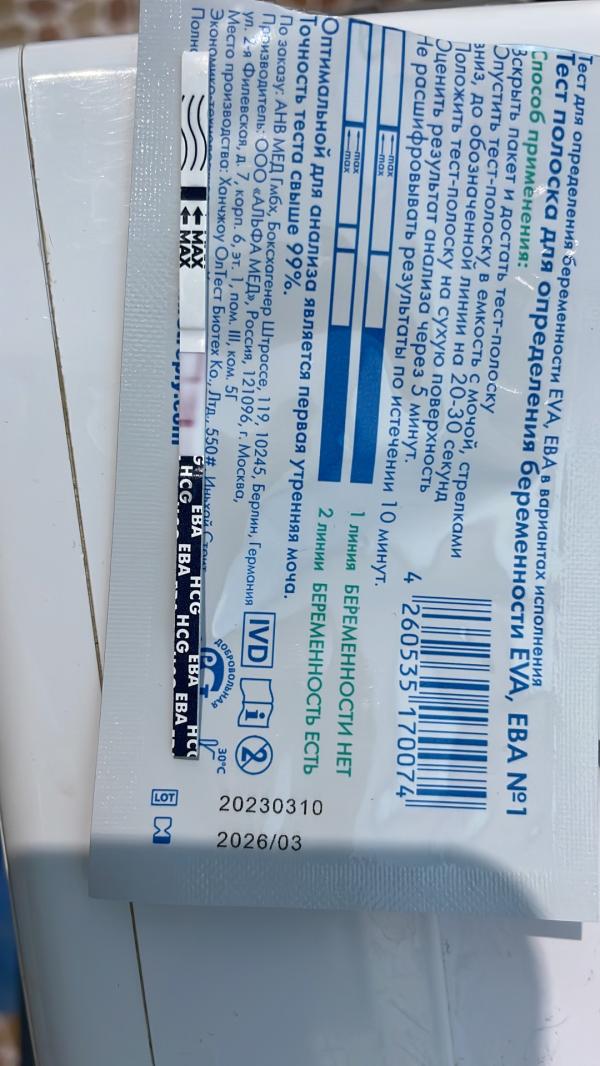 Тест для определения беременности EVA, ЕВА в вариантах исполнения
Тест полоска для определения беременности EVA, ЕВА №1
Способ применения:
Вскрыть пакет и достать тест-полоску
Опустить тест-полоску в емкость с мочой, стрелками
вниз, до обозначенной линии на 20-30 секунд
Положить тест-полоску на сухую поверхность
Оценить результат анализа через 5 минут.
Не расшифровывать результаты по истечении 10 минут.
max
max
1 линия БЕРЕМЕННОСТИ НЕТ
2 линии БЕРЕМЕННОСТЬ ЕСТЬ
Оптимальной для анализа является первая утренняя моча.
Точность теста свыше 99%.
По заказу: АНВ МЕД Гмбх, Боксхагенер Штрассе, 119, 10245, Берлин, Германия
Производитель: ООО «АЛЬФА МЕД», Россия, 121096, г. Москва,
ул. 2-я Филевская, д. 7, корп. 6, эт. 1, пом. III, ком. 5Г
Место производства: Ханчжоу ОлТест Биотех Ко., Лтд. 550#
4 260535 170074
IVD
i
2
ДОБРОВОЛЬНАЯ
30°C
LOT
20230310
2026/03
MAX
MAX
HCG ЕВА HCG ЕВА HCG
HCG ЕВА HCG ЕВА